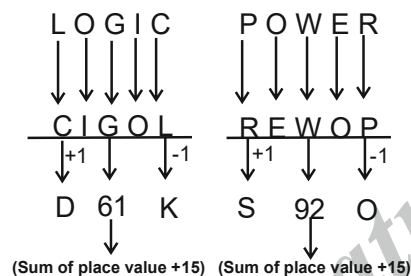 L O G I C P O W E R
C I G O L R E W O P
+1 -1 +1 -1
D 61 K S 92 O
(Sum of place value +15) (Sum of place value +15)